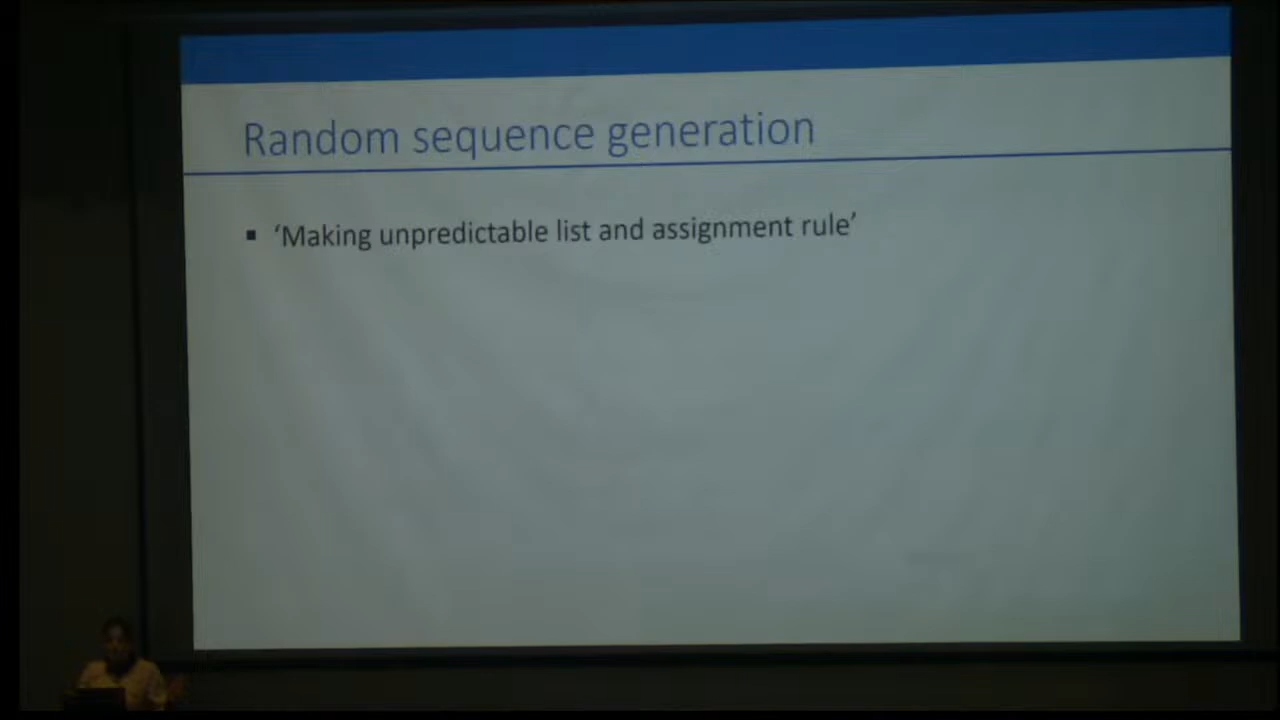 Random sequence generation
▪ ‘Making unpredictable list and assignment rule’